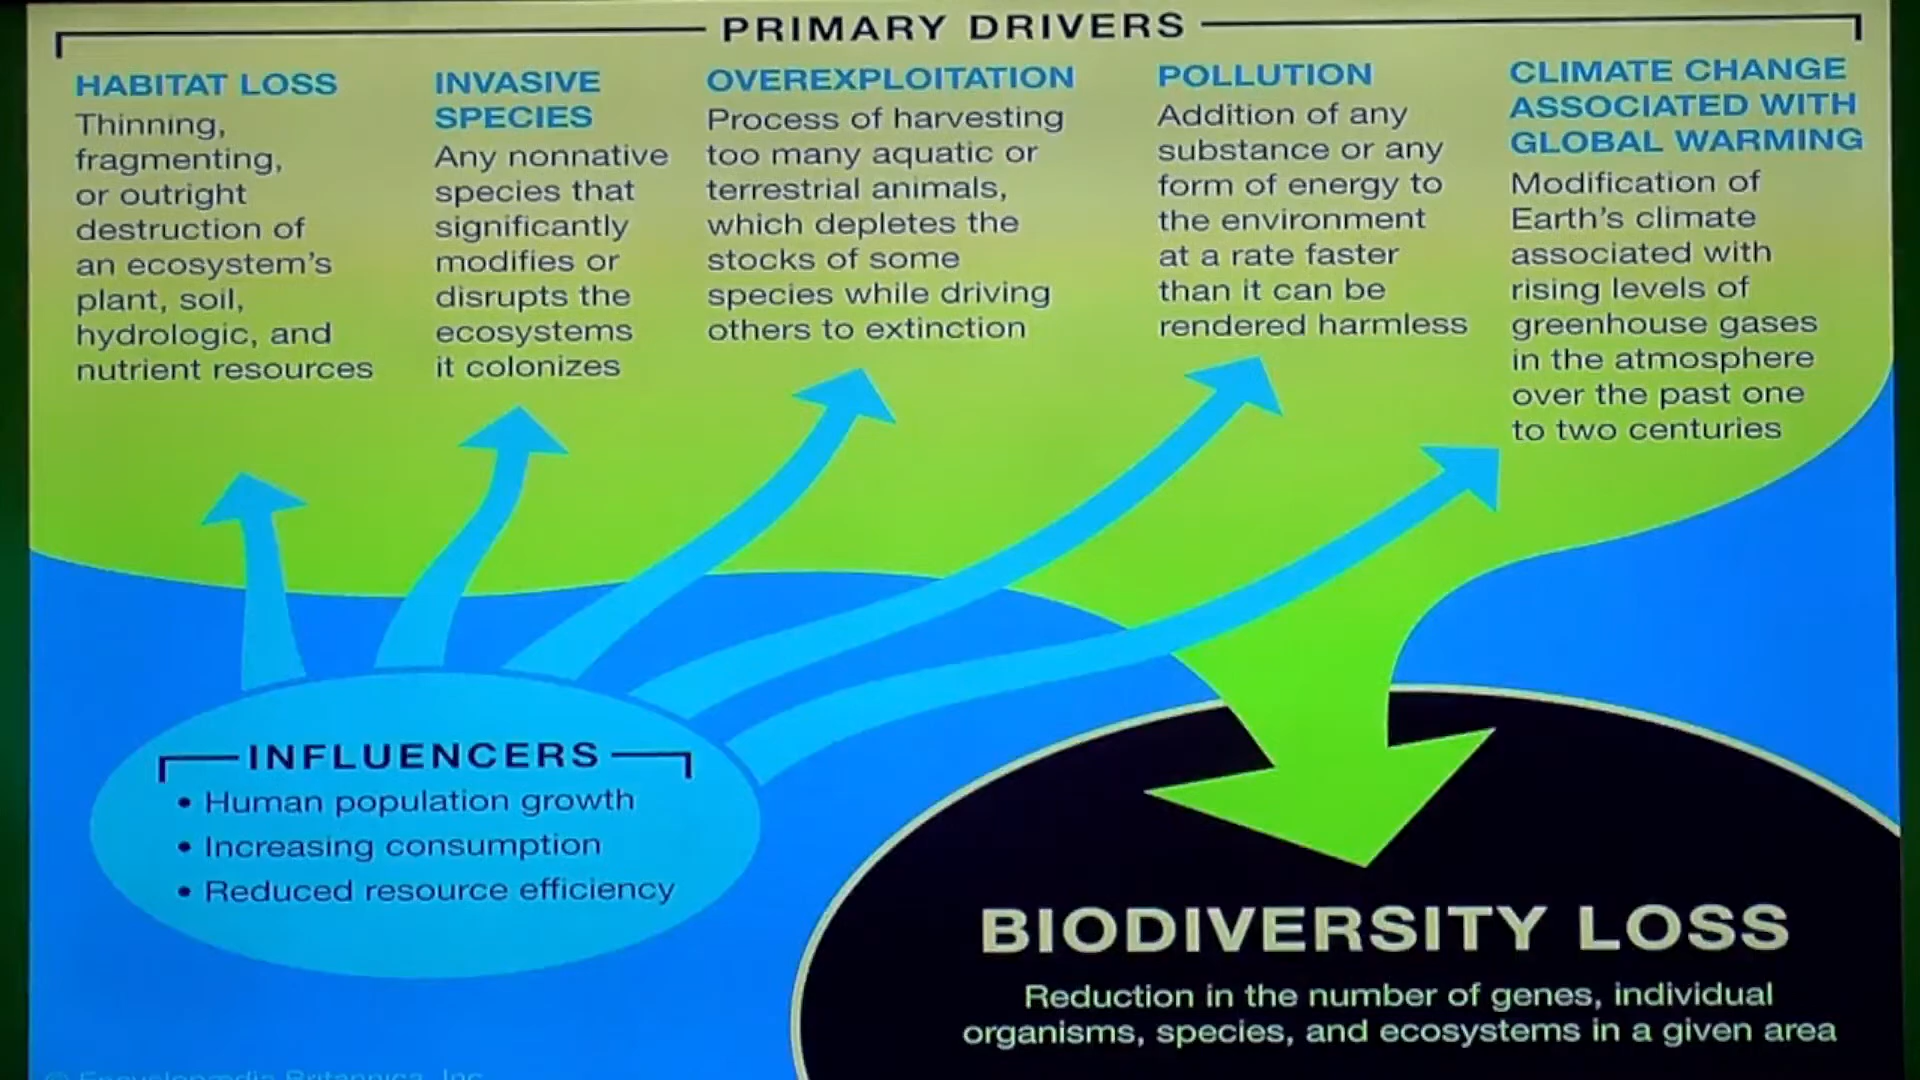 PRIMARY DRIVERS
HABITAT LOSS
Thinning,
fragmenting,
or outright
destruction of
an ecosystem's
plant, soil,
hydrologic, and
nutrient resources
INVASIVE
SPECIES
Any nonnative
species that
significantly
modifies or
disrupts the
ecosystems
it colonizes
OVEREXPLOITATION
Process of harvesting
too many aquatic or
terrestrial animals,
which depletes the
stocks of some
species while driving
others to extinction
POLLUTION
Addition of any
substance or any
form of energy to
the environment
at a rate faster
than it can be
rendered harmless
CLIMATE CHANGE
ASSOCIATED WITH
GLOBAL WARMING
Modification of
Earth's climate
associated with
rising levels of
greenhouse gases
in the atmosphere
over the past one
to two centuries
INFLUENCERS
• Human population growth
• Increasing consumption
• Reduced resource efficiency
BIODIVERSITY LOSS
Reduction in the number of genes, individual
organisms, species, and ecosystems in a given area
© Encyclopædia Britannica, Inc.